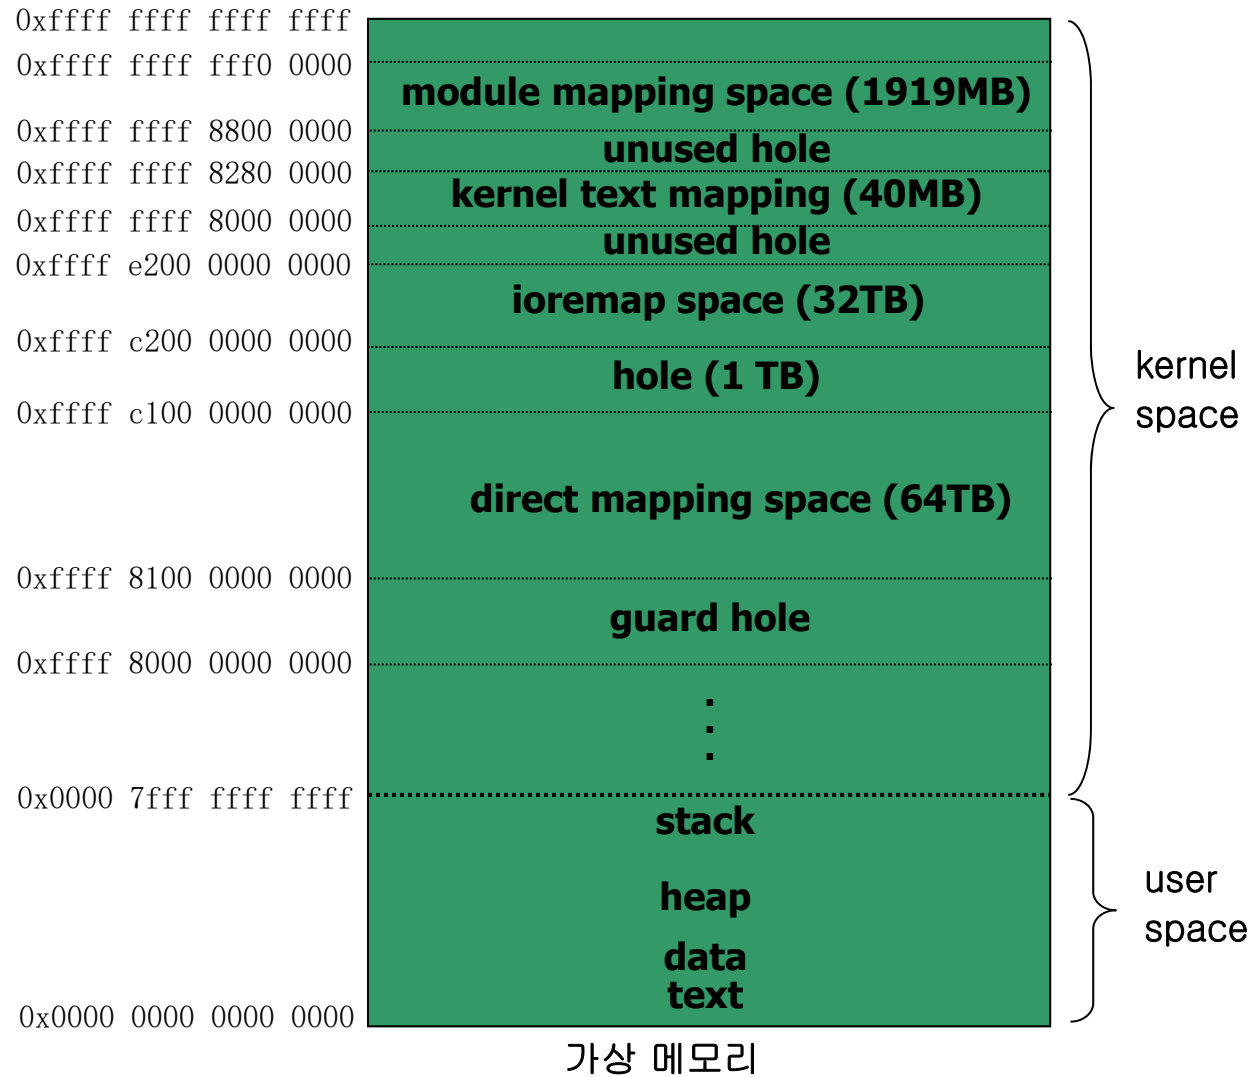 0xffff ffff ffff ffff
0xffff ffff fff0 0000
module mapping space (1919MB)
0xffff ffff 8800 0000
unused hole
0xffff ffff 8280 0000
kernel text mapping (40MB)
0xffff ffff 8000 0000
unused hole
0xffff e200 0000 0000
ioremap space (32TB)
0xffff c200 0000 0000
hole (1 TB)
0xffff c100 0000 0000
direct mapping space (64TB)
0xffff 8100 0000 0000
guard hole
0xffff 8000 0000 0000
kernel
space
0x0000 7fff ffff ffff
stack
heap
data
text
user
space
0x0000 0000 0000 0000
가상 메모리